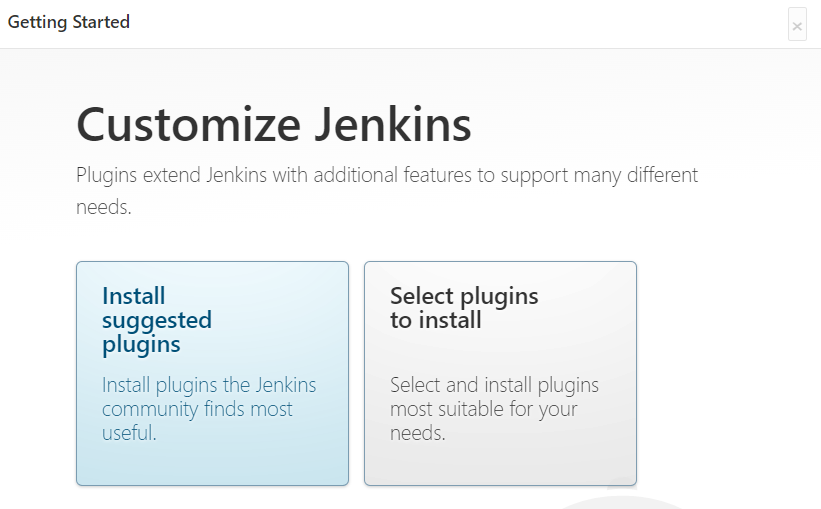 Getting Started
×
Customize Jenkins
Plugins extend Jenkins with additional features to support many different
needs.
Install
suggested
plugins
Install plugins the Jenkins
community finds most
useful.
Select plugins
to install
Select and install plugins
most suitable for your
needs.